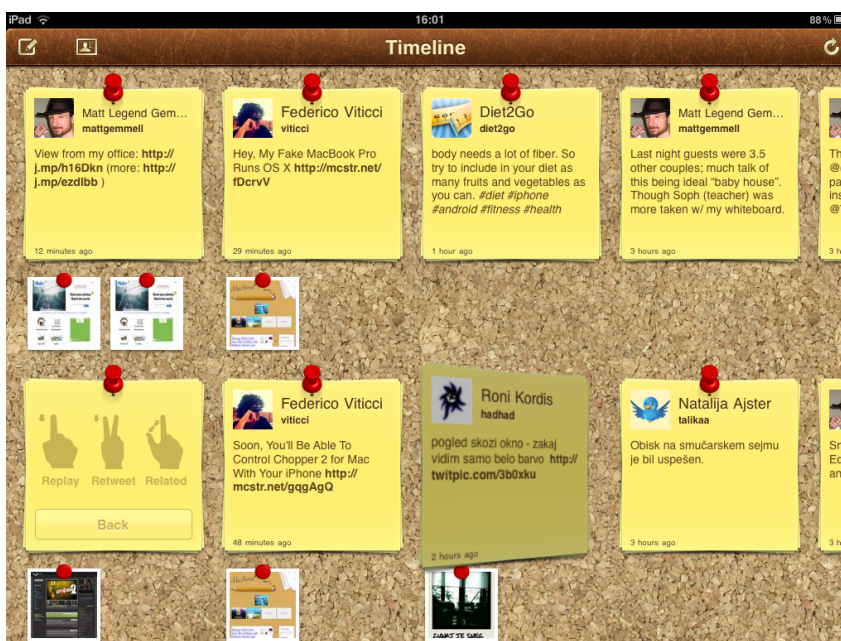 iPad 16:01 88%
Timeline
Matt Legend Gem...
mattgemmell
View from my office: http://
j.mp/h16Dkn (more: http://
j.mp/ezdlbb )
12 minutes ago
Federico Viticci
viticci
Hey, My Fake MacBook Pro
Runs OS X http://mcstr.net/
fDcrvV
29 minutes ago
Diet2Go
diet2go
body needs a lot of fiber. So
try to include in your diet as
many fruits and vegetables as
you can. #diet #iphone
#android #fitness #health
1 hour ago
Matt Legend Gem...
mattgemmell
Last night guests were 3.5
other couples; much talk of
this being ideal “baby house”.
Though Soph (teacher) was
more taken w/ my whiteboard.
3 hours ago
Replay Retweet Related
Back
Federico Viticci
viticci
Soon, You'll Be Able To
Control Chopper 2 for Mac
With Your iPhone http://
mcstr.net/gqgAgQ
48 minutes ago
Roni Kordis
hadhad
pogled skozi okno - zakaj
vidim samo belo barvo http://
twitpic.com/3b0xku
2 hours ago
Natalija Ajster
talikaa
Obisk na smučarskem sejmu
je bil uspešen.
3 hours ago